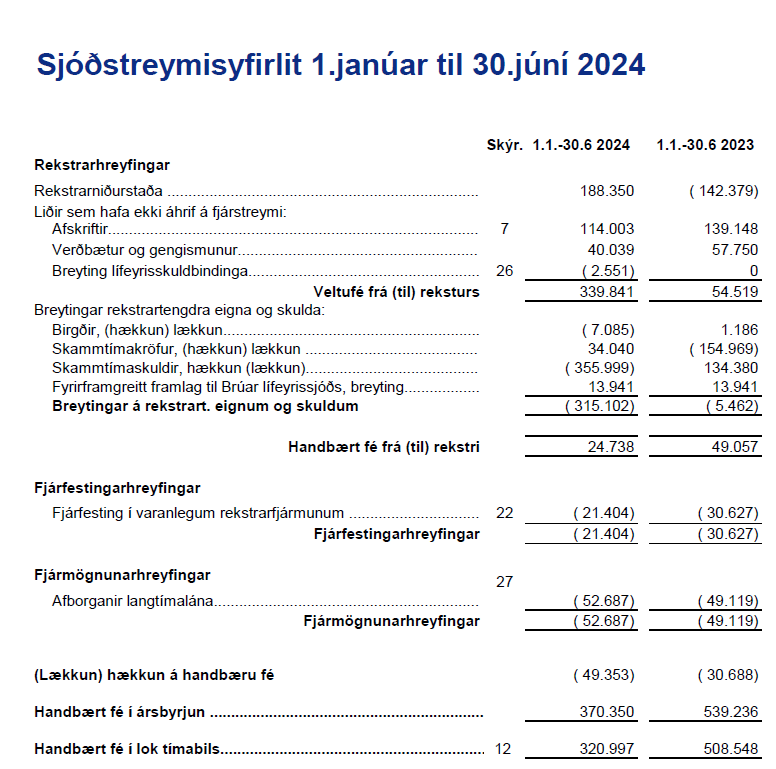 Sjóðstreymisyfirlit 1.janúar til 30.júní 2024
Skýr. 1.1.-30.6 2024 1.1.-30.6 2023
Rekstrarhreyfingar
Rekstrarniðurstaða ........ 188.350 ( 142.379)
Liðir sem hafa ekki áhrif á fjárstreymi:
Afskriftir........ 7 114.003 139.148
Verðbætur og gengismunur........ 40.039 57.750
Breyting lífeyrisskuldbindinga........ 26 ( 2.551) 0
Veltufé frá (til) reksturs 339.841 54.519
Breytingar rekstrartengdra eigna og skulda:
Birgðir, (hækkun) lækkun........ ( 7.085) 1.186
Skammtímakröfur, (hækkun) lækkun ........ 34.040 ( 154.969)
Skammtímaskuldir, hækkun (lækkun)........ ( 355.999) 134.380
Fyrirframgreitt framlag til Brúar lífeyrissjóðs, breyting........ 13.941 13.941
Breytingar á rekstrart. eignum og skuldum ( 315.102) ( 5.462)
Handbært fé frá (til) rekstri 24.738 49.057
Fjárfestingarhreyfingar
Fjárfesting í varanlegum rekstrarfjármunum ........ 22 ( 21.404) ( 30.627)
Fjárfestingarhreyfingar ( 21.404) ( 30.627)
Fjármögnunarhreyfingar 27
Afborganir langtímalána........ ( 52.687) ( 49.119)
Fjármögnunarhreyfingar ( 52.687) ( 49.119)
(Lækkun) hækkun á handbæru fé ( 49.353) ( 30.688)
Handbært fé í ársbyrjun ........ 370.350 539.236
Handbært fé í lok tímabils........ 12 320.997 508.548